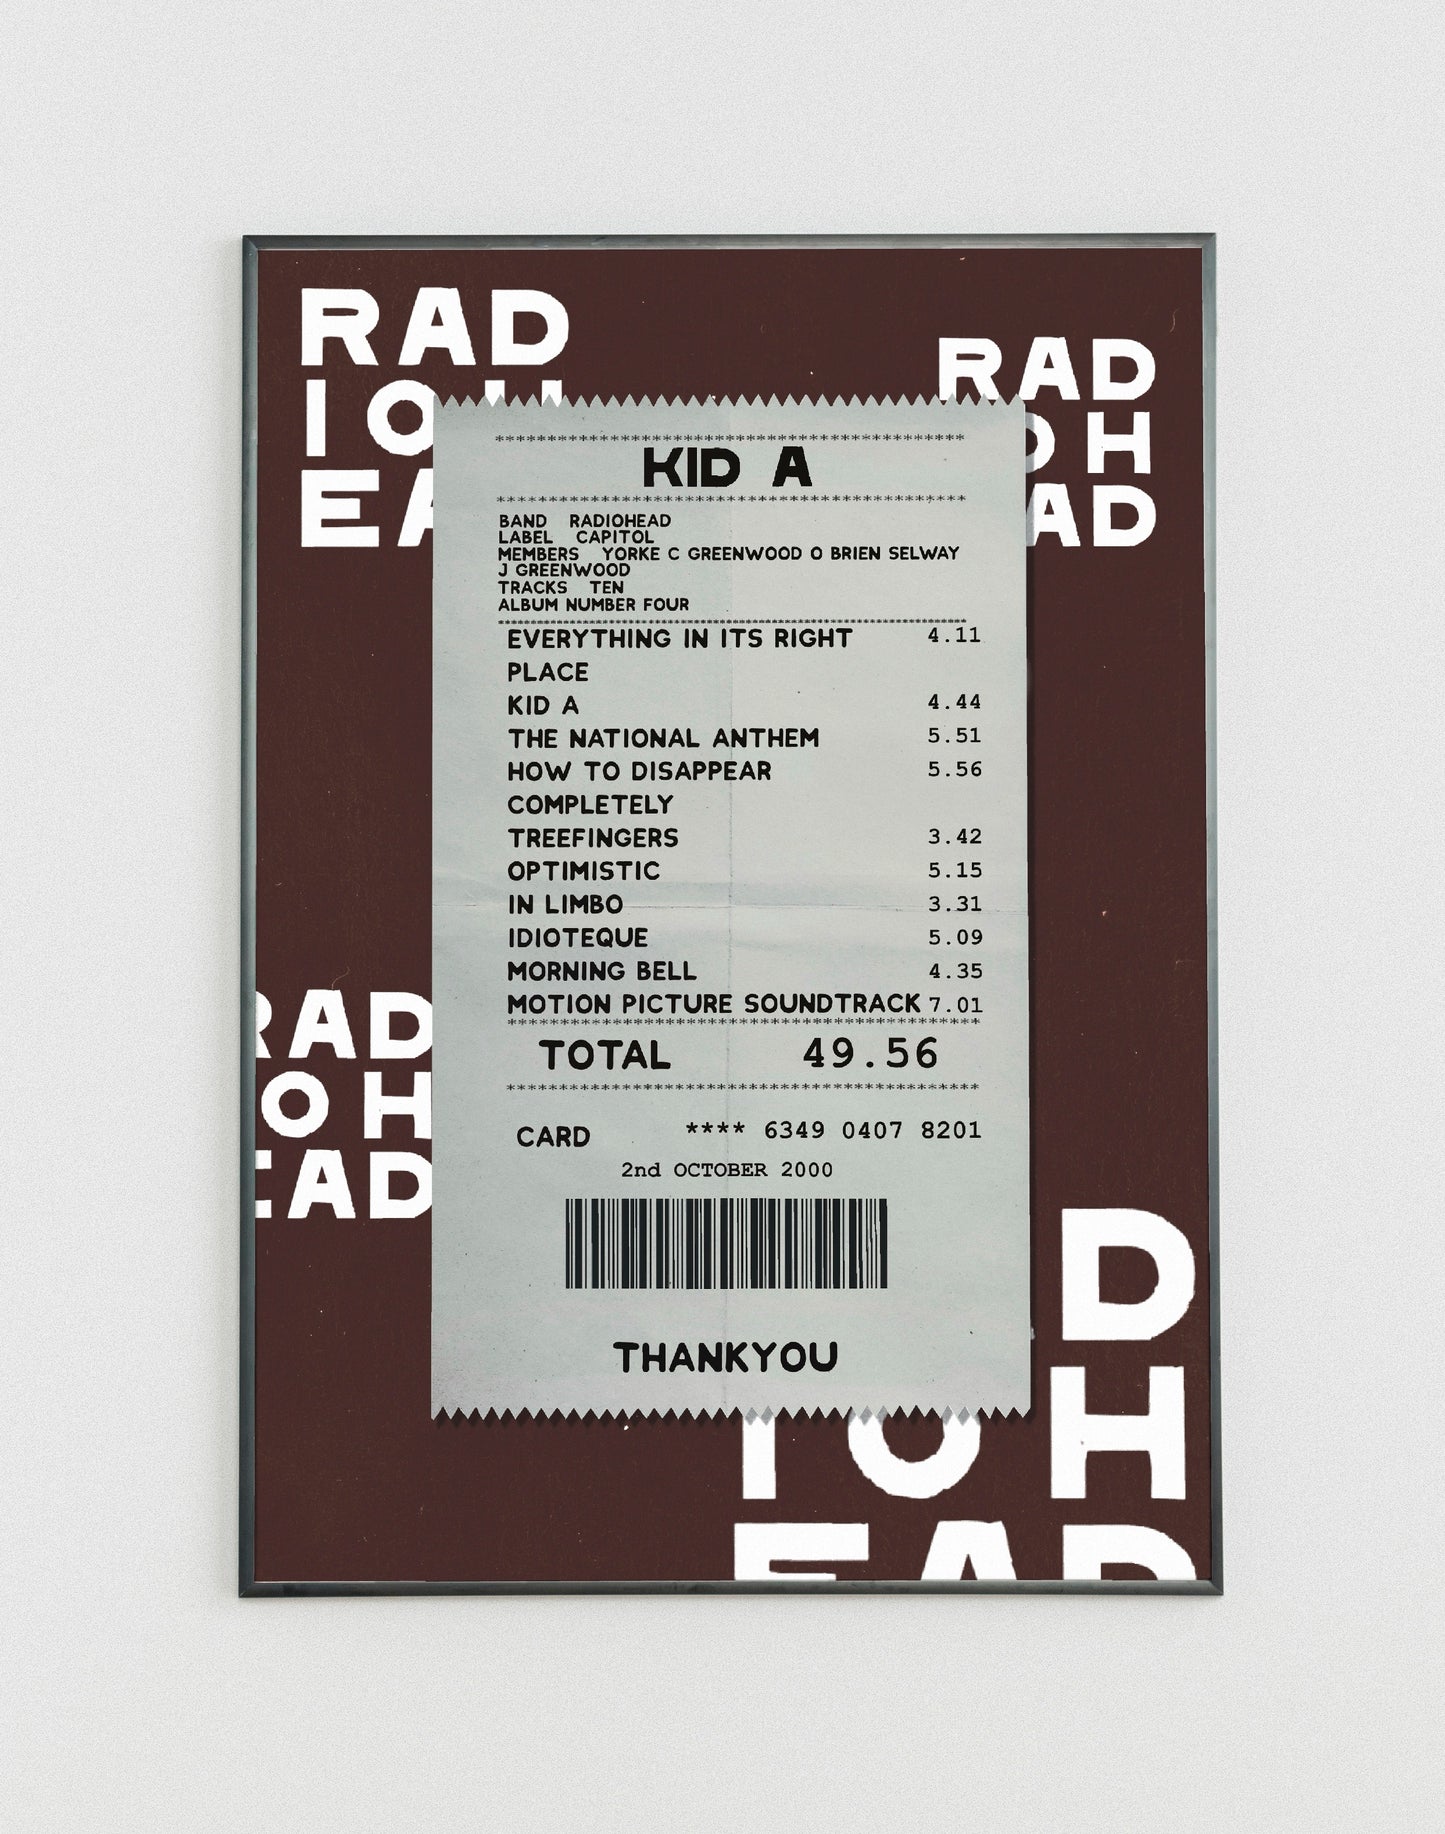 RAD
IOH
EA
RAD
OH
AD
********************************************
KID A
********************************************
BAND RADIOHEAD
LABEL CAPITOL
MEMBERS YORKE C GREENWOOD O BRIEN SELWAY
J GREENWOOD
TRACKS TEN
ALBUM NUMBER FOUR
EVERYTHING IN ITS RIGHT 4.11
PLACE
KID A 4.44
THE NATIONAL ANTHEM 5.51
HOW TO DISAPPEAR 5.56
COMPLETELY
TREEFINGERS 3.42
OPTIMISTIC 5.15
IN LIMBO 3.31
IDIOTEQUE 5.09
MORNING BELL 4.35
MOTION PICTURE SOUNDTRACK 7.01
TOTAL 49.56
CARD **** 6349 0407 8201
2nd OCTOBER 2000
THANKYOU
RAD
OH
EAD
D
IOH
EAD